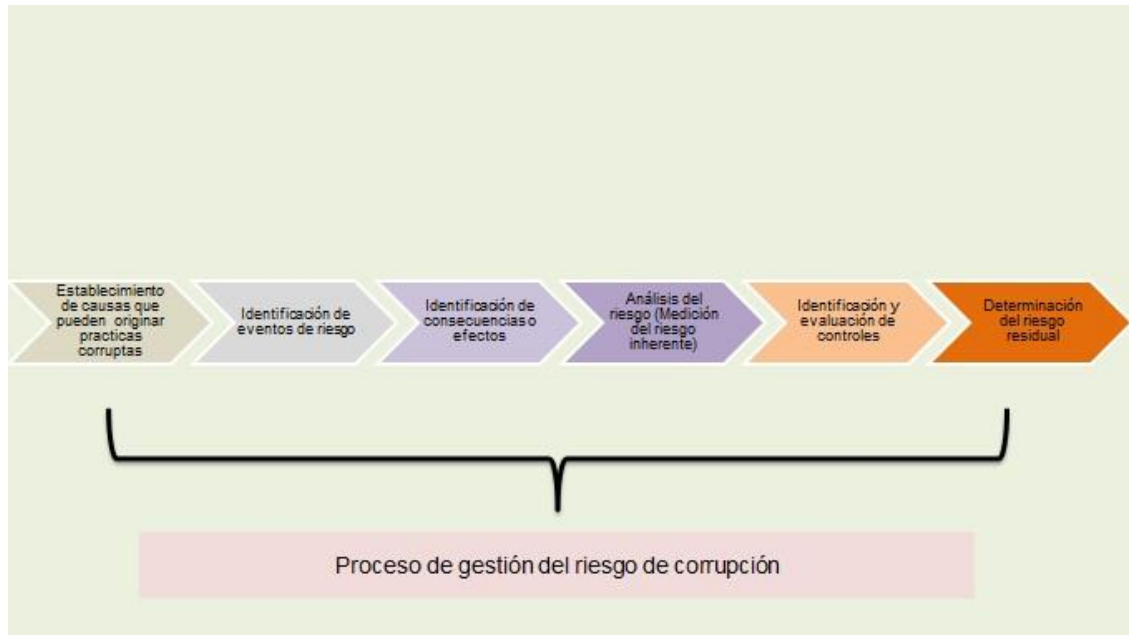 Establecimiento
de causas que
pueden originar
practicas
corruptas
Identificación de
eventos de riesgo
Identificación de
consecuencias o
efectos
Análisis del
riesgo (Medición
del riesgo
inherente)
Identificación y
evaluación de
controles
Determinación
del riesgo
residual
Proceso de gestión del riesgo de corrupción